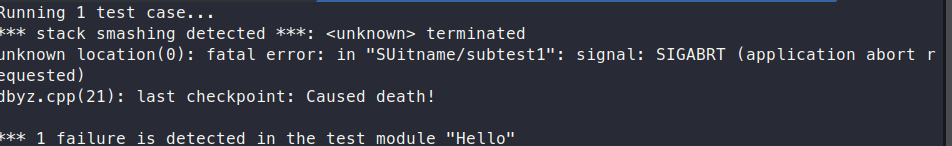 Running 1 test case...
*** stack smashing detected ***: <unknown> terminated
unknown location(0): fatal error: in "SUitname/subtest1": signal: SIGABRT (application abort r
equested)
dbyz.cpp(21): last checkpoint: Caused death!
*** 1 failure is detected in the test module "Hello"